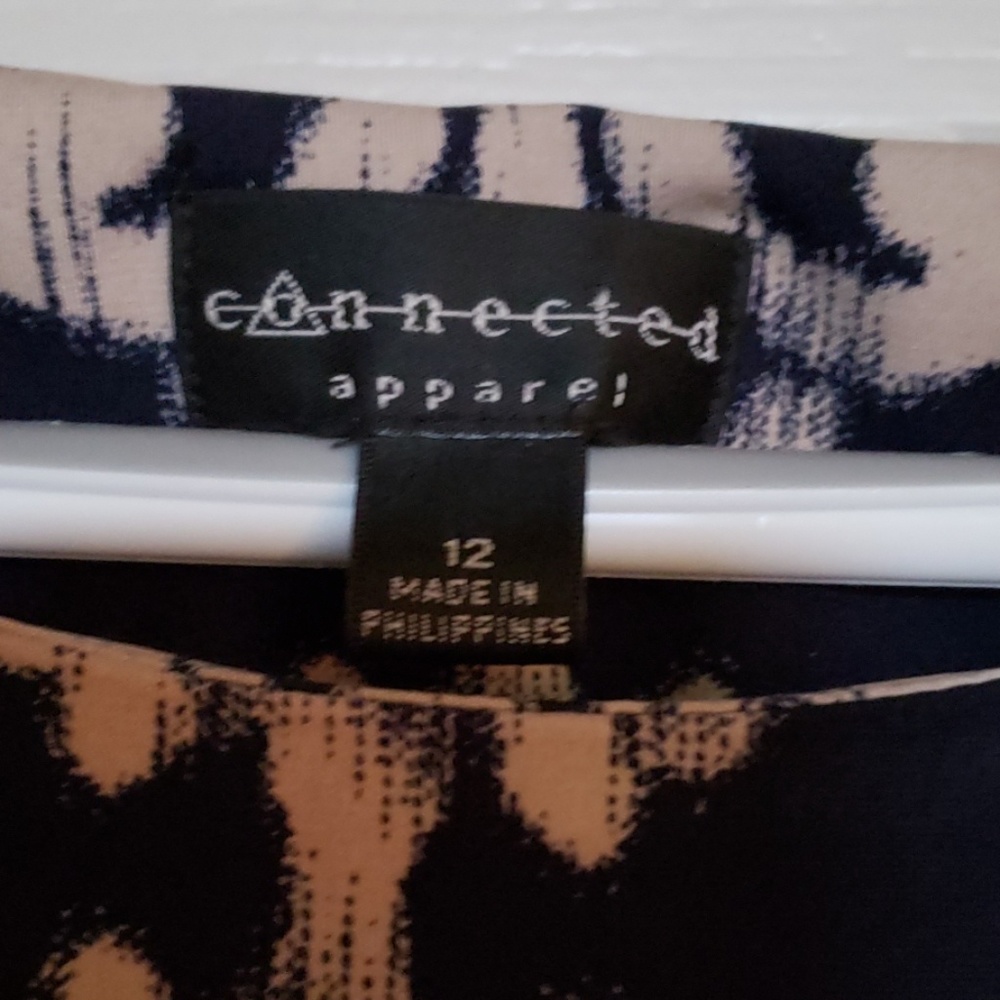 connected
apparel
12
MADE IN
PHILIPPINES